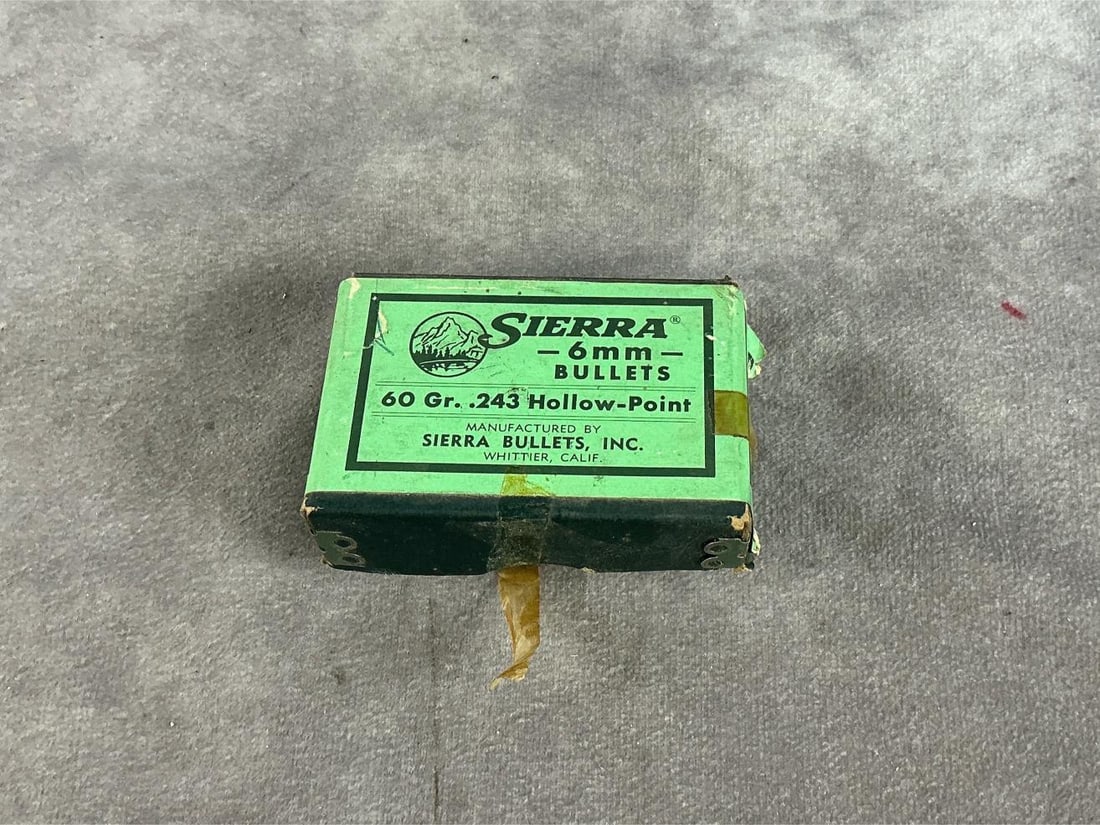 SIERRA®
—6mm—
BULLETS
60 Gr. .243 Hollow-Point
MANUFACTURED BY
SIERRA BULLETS, INC.
WHITTIER, CALIF.